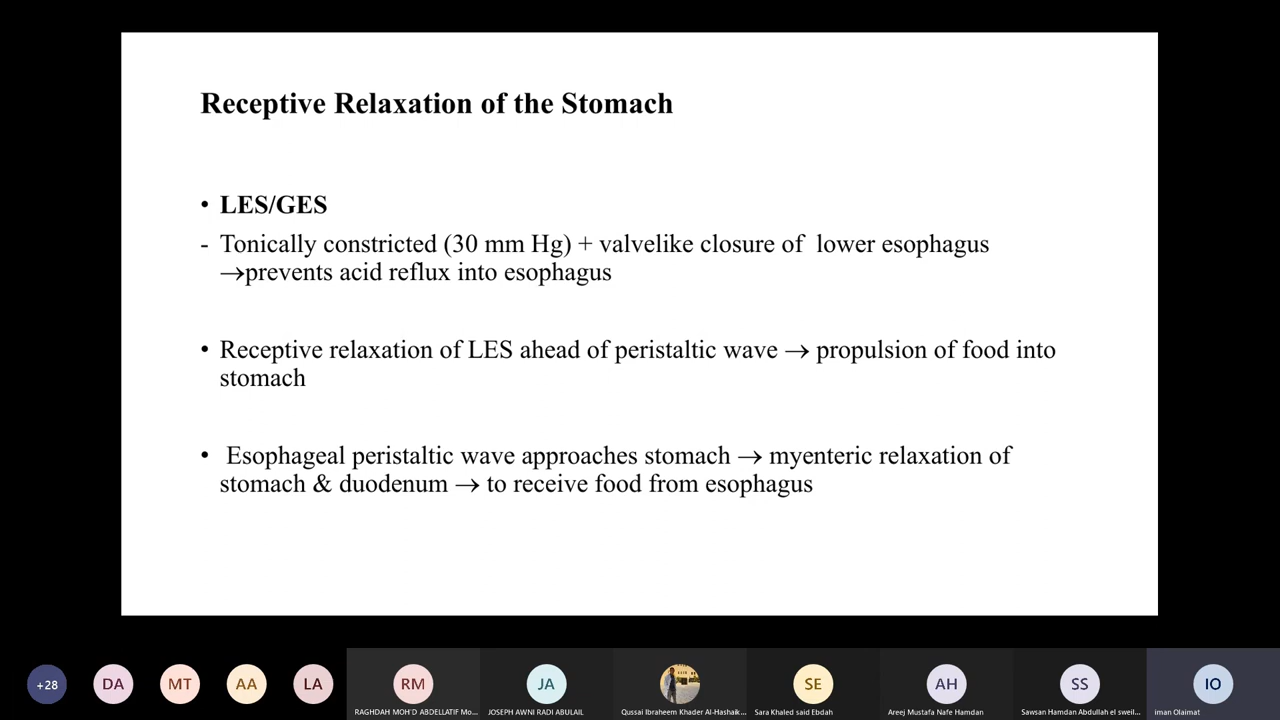 Receptive Relaxation of the Stomach
• LES/GES
- Tonically constricted (30 mm Hg) + valvelike closure of lower esophagus
→prevents acid reflux into esophagus
• Receptive relaxation of LES ahead of peristaltic wave → propulsion of food into
stomach
• Esophageal peristaltic wave approaches stomach → myenteric relaxation of
stomach & duodenum → to receive food from esophagus
+28 DA MT AA LA RM JA SE AH SS IO
RAGHDAH MOH'D ABDELLATIF Mo... JOSEPH AWNI RADI ABULAIL Qussai Ibraheem Khader Al-Hashaik... Sara Khaled said Ebdah Areej Mustafa Nafe Hamdan Sawsan Hamdan Abdullah el sweil... iman Olaimat